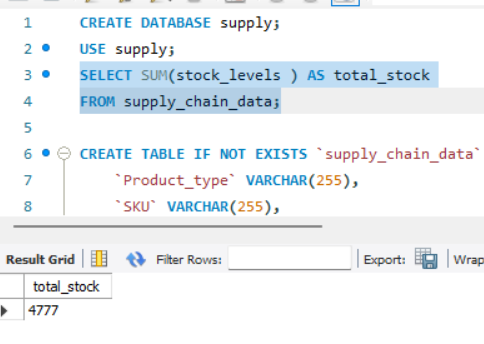 1 CREATE DATABASE supply;
2 USE supply;
3 SELECT SUM(stock_levels ) AS total_stock
4 FROM supply_chain_data;
5
6 CREATE TABLE IF NOT EXISTS `supply_chain_data`
7 `Product_type` VARCHAR(255),
8 `SKU` VARCHAR(255),
Result Grid Filter Rows: Export: Wrap
total_stock
4777